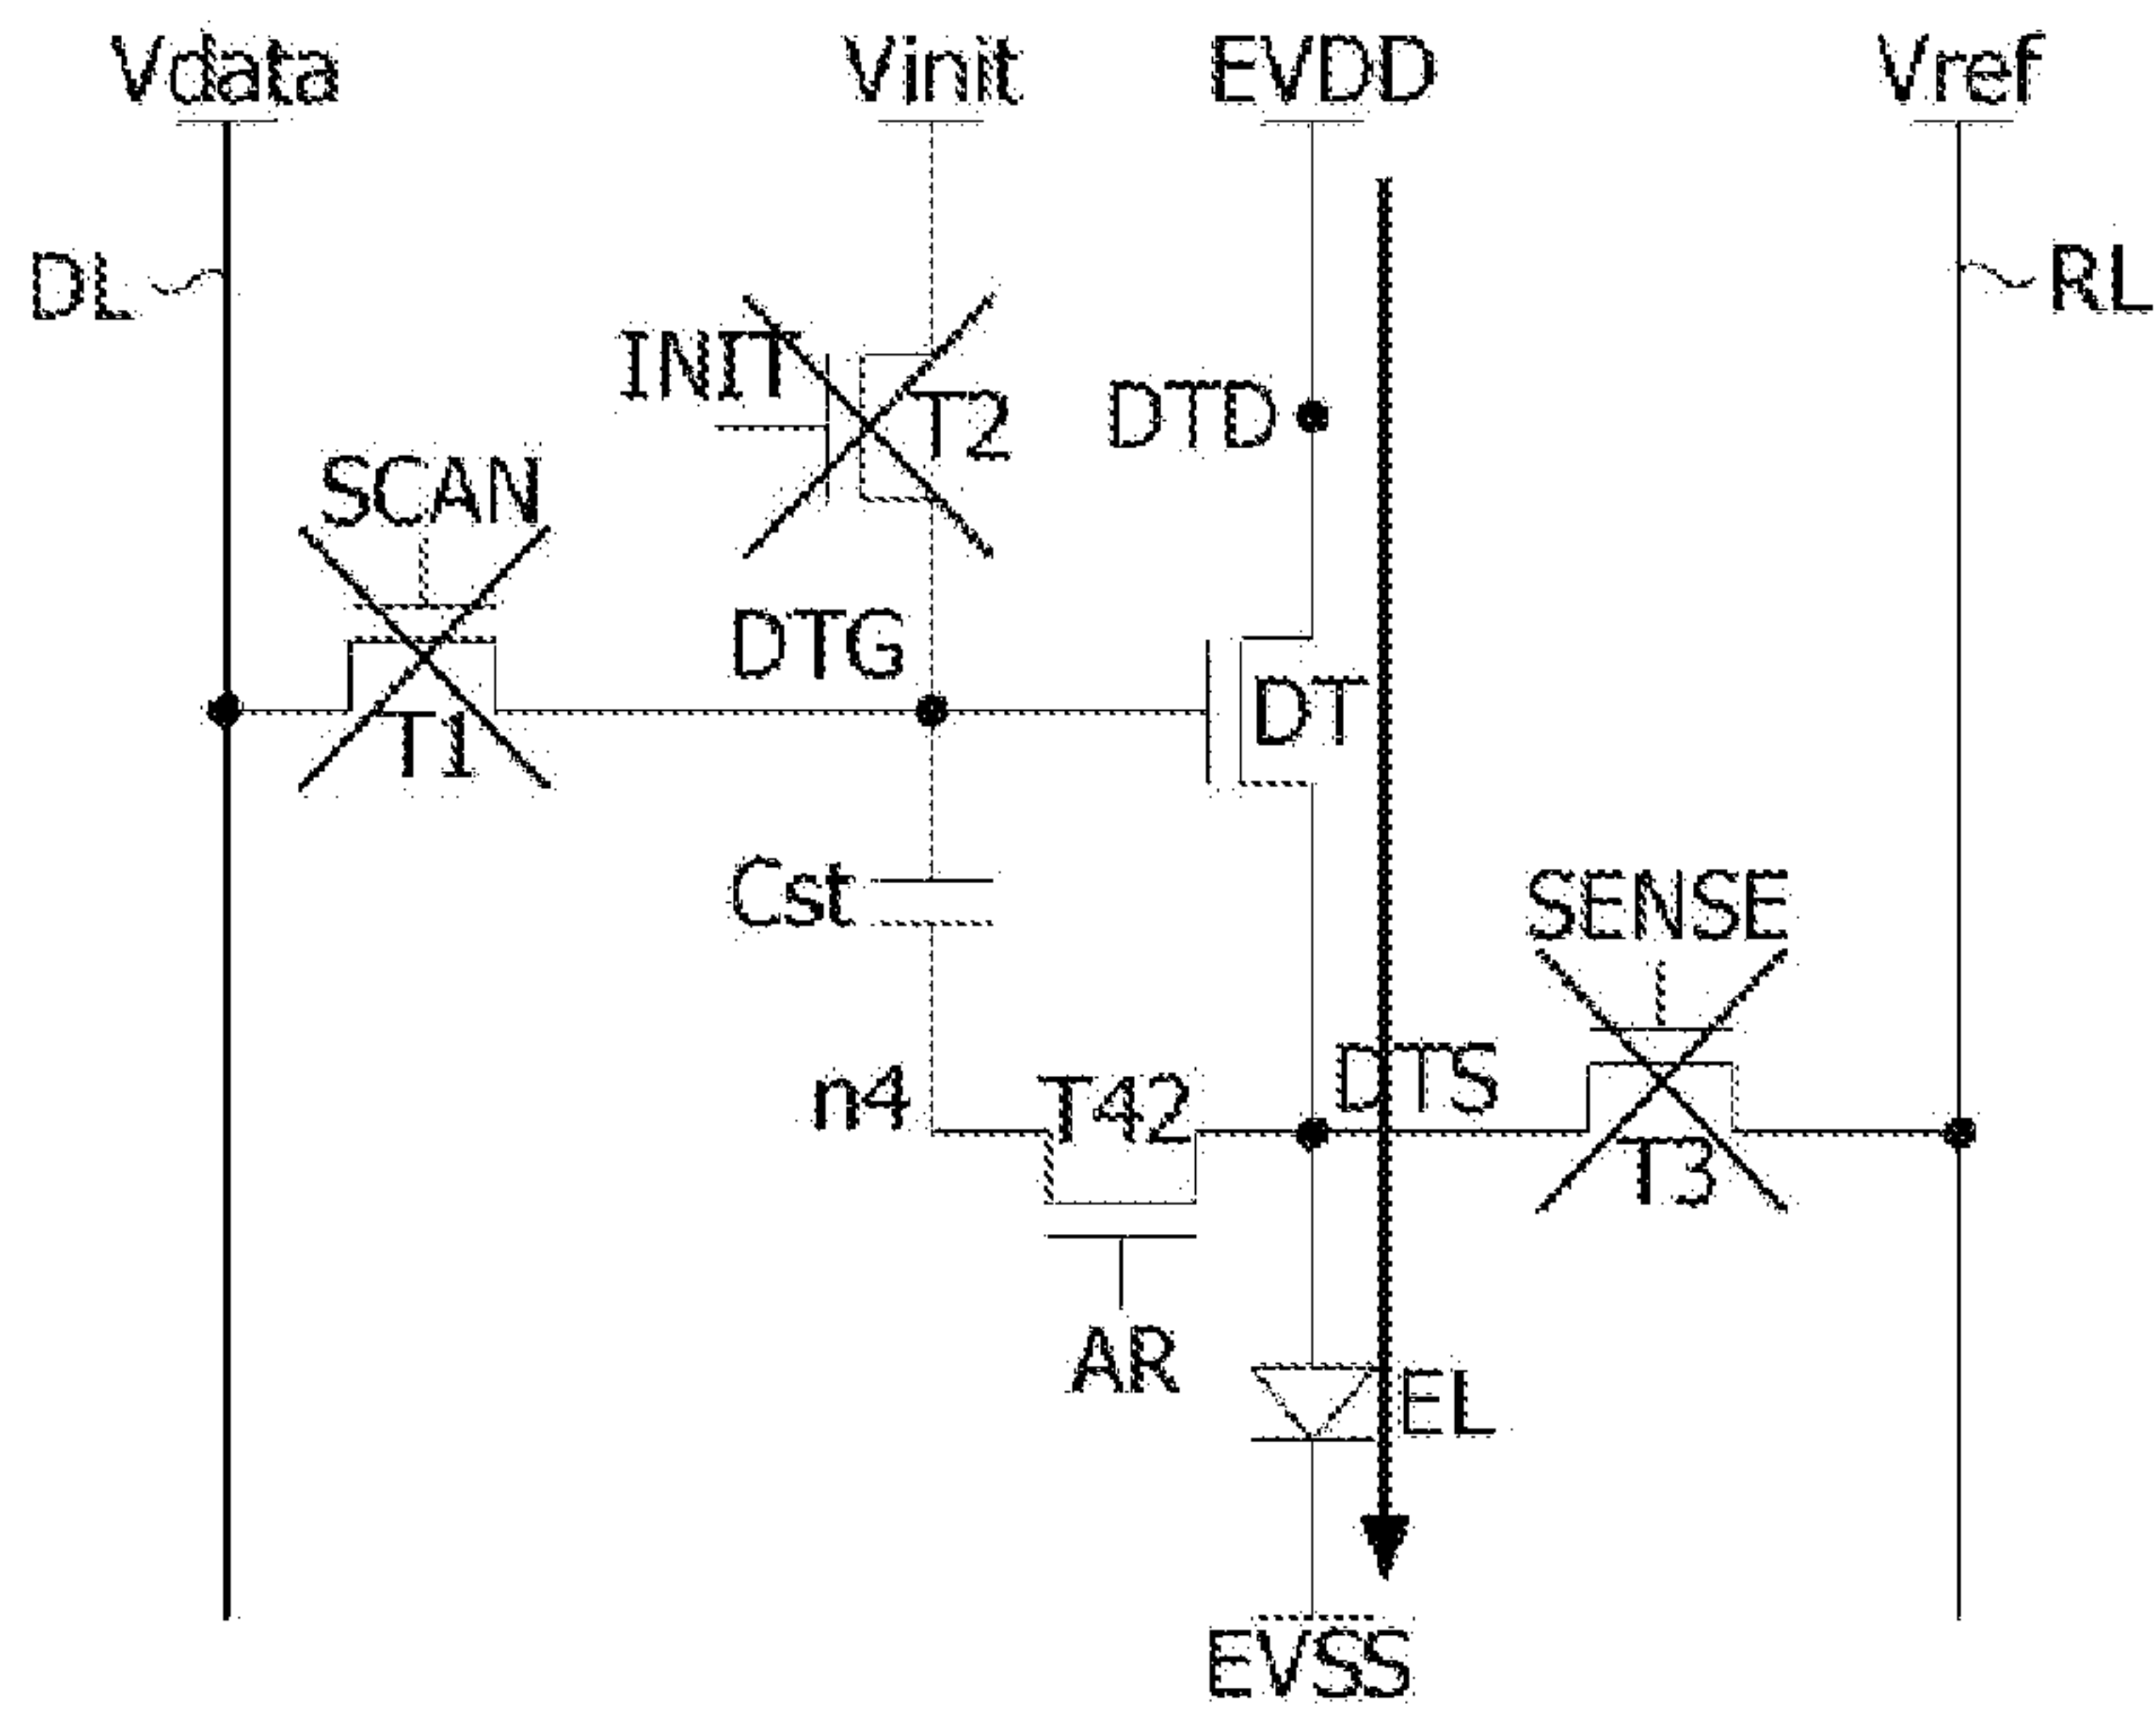 Vdata Vinit EVDD Vref
DL RL
INIT T2 DTD
SCAN
DTG
DT
T1
Cst
SENSE
n4 T42 DTS
T3
AR
EL
EVSS